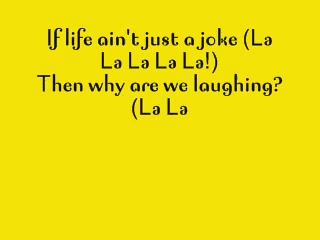 If life ain't just a joke (La
La La La La!)
Then why are we laughing?
(La La